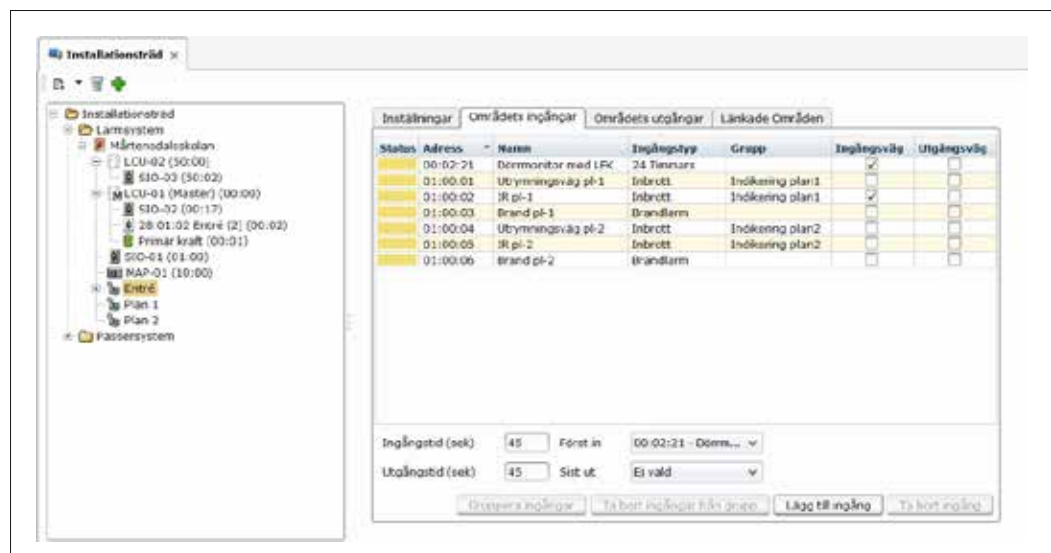 Installationsträd ×
Installationsträd
Larmsystem
Mårtensdalsskolan
LCU-02 (50:00)
SIO-03 (50:02)
LCU-01 (Master) (00:00)
SIO-02 (00:17)
28 01:02 Entré [2] (00:02)
Primär kraft (00:01)
SIO-01 (01:00)
MAP-01 (10:00)
Entré
Plan 1
Plan 2
Passersystem
Inställningar Områdets ingångar Områdets utgångar Länkade Områden
Status Adress Namn Ingångstyp Grupp Ingångsväg Utgångsväg
00:02:21 Dörrmonitor med LEK 24 Timmars
01:00:01 Utrymningsväg pl-1 Inbrott Indikering plan1
01:00:02 IR pl-1 Inbrott Indikering plan1
01:00:03 Brand pl-1 Brandlarm
01:00:04 Utrymningsväg pl-2 Inbrott Indikering plan2
01:00:05 IR pl-2 Inbrott Indikering plan2
01:00:06 Brand pl-2 Brandlarm
Ingångstid (sek) 45 Först in 00:02:21 - Dörrm...
Utgångstid (sek) 45 Sist ut Ej vald
Gruppera ingångar Ta bort ingångar från grupp Lägg till ingång Ta bort ingång